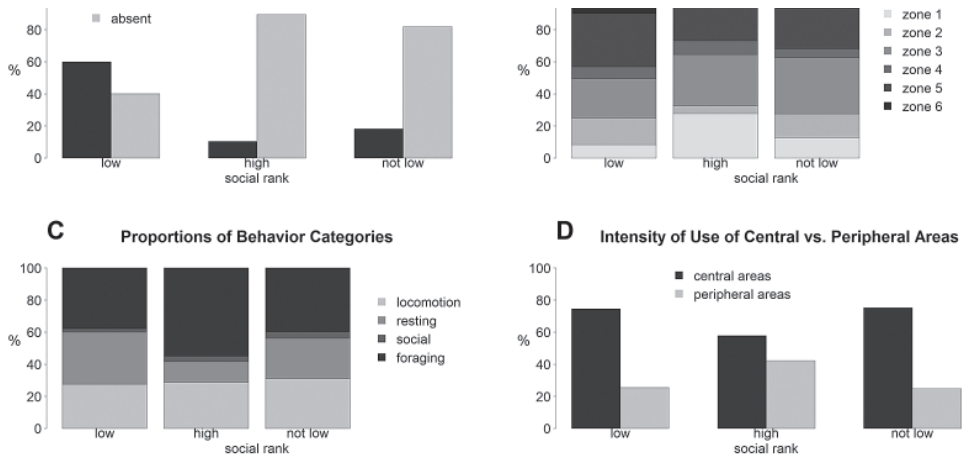 absent
80
60
%
40
20
0
low
high
not low
social rank
80
60
%
40
20
0
low
high
not low
social rank
zone 1
zone 2
zone 3
zone 4
zone 5
zone 6
C Proportions of Behavior Categories
100
80
60
%
40
20
0
low
high
not low
social rank
locomotion
resting
social
foraging
D Intensity of Use of Central vs. Peripheral Areas
central areas
peripheral areas
100
80
60
%
40
20
0
low
high
not low
social rank